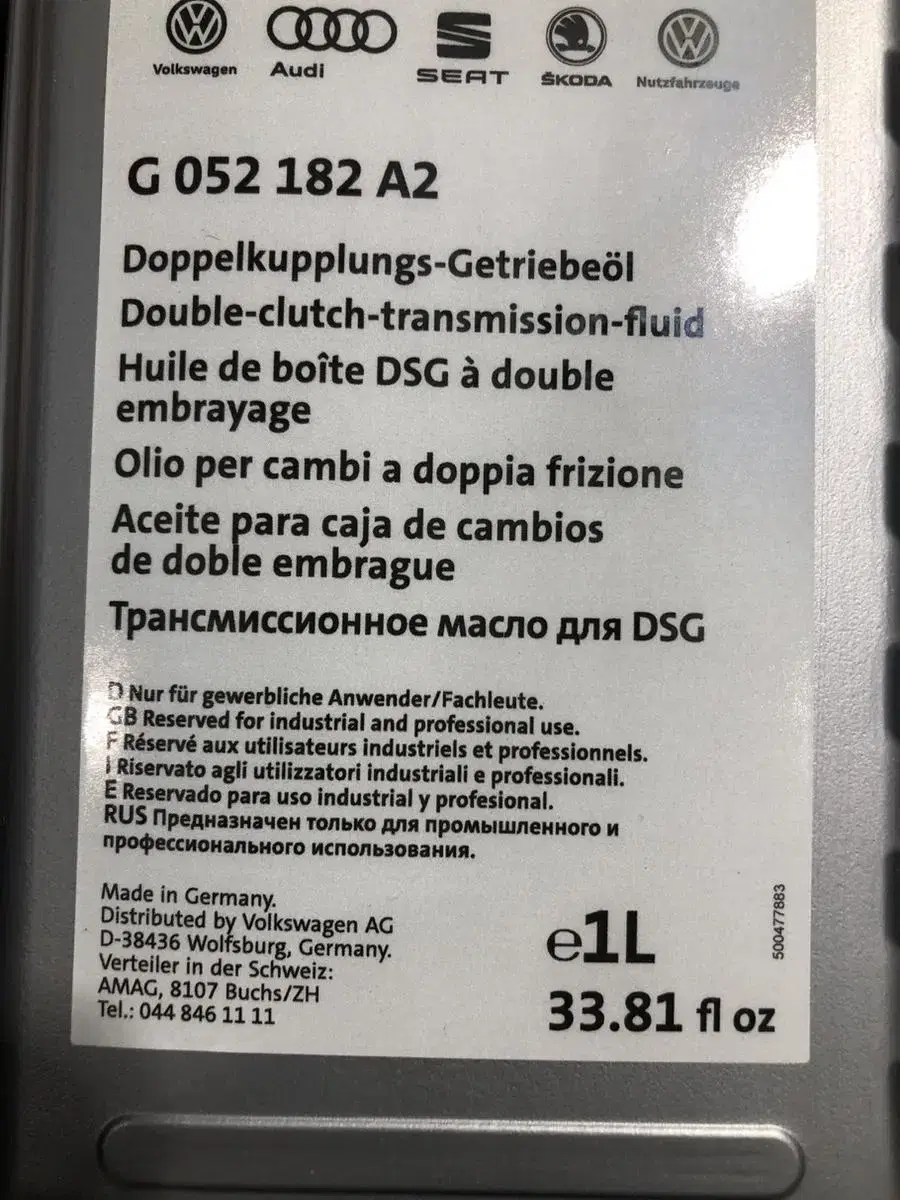 Volkswagen
Audi
SEAT
ŠKODA
Nutzfahrzeuge
G 052 182 A2
Doppelkupplungs-Getriebeöl
Double-clutch-transmission-fluid
Huile de boîte DSG à double
embrayage
Olio per cambi a doppia frizione
Aceite para caja de cambios
de doble embrague
Трансмиссионное масло для DSG
D Nur für gewerbliche Anwender/Fachleute.
GB Reserved for industrial and professional use.
F Réservé aux utilisateurs industriels et professionnels.
I Riservato agli utilizzatori industriali e professionali.
E Reservado para uso industrial y profesional.
RUS Предназначен только для промышленного и
профессионального использования.
Made in Germany.
Distributed by Volkswagen AG
D-38436 Wolfsburg, Germany.
Verteiler in der Schweiz:
AMAG, 8107 Buchs/ZH
Tel.: 044 846 11 11
e1L
33.81 fl oz
500477883